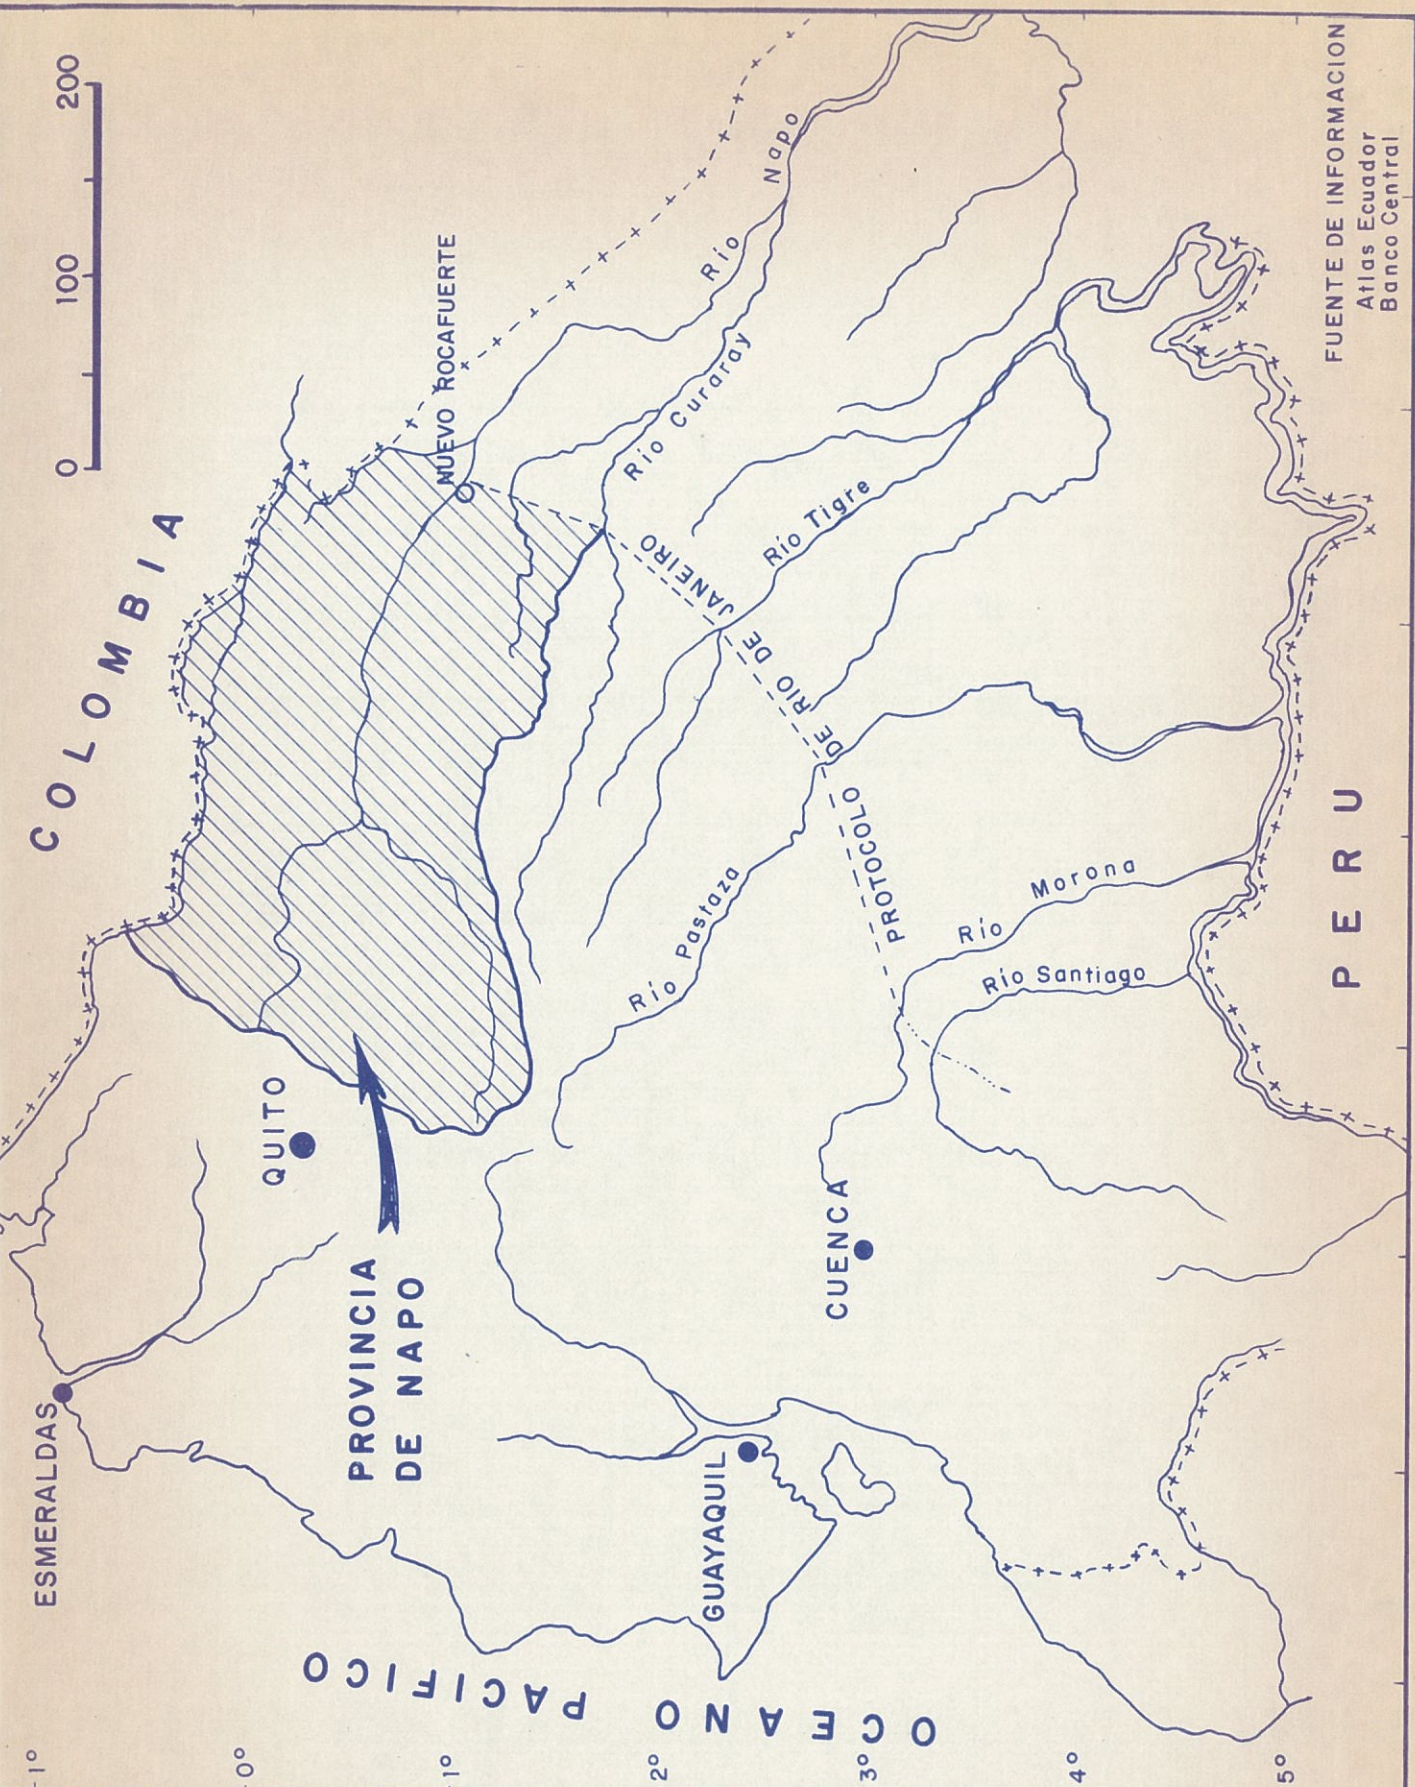 0 100 200
COLOMBIA
ESMERALDAS
QUITO
NUEVO ROCAFUERTE
PROVINCIA
DE NAPO
Río Napo
Río Curaray
Río Tigre
PROTOCOLO DE RIO DE JANEIRO
Río Pastaza
GUAYAQUIL
CUENCA
Río Morona
Río Santiago
OCEANO PACIFICO
PERU
FUENTE DE INFORMACION
Atlas Ecuador
Banco Central
1°
0°
1°
2°
3°
4°
5°